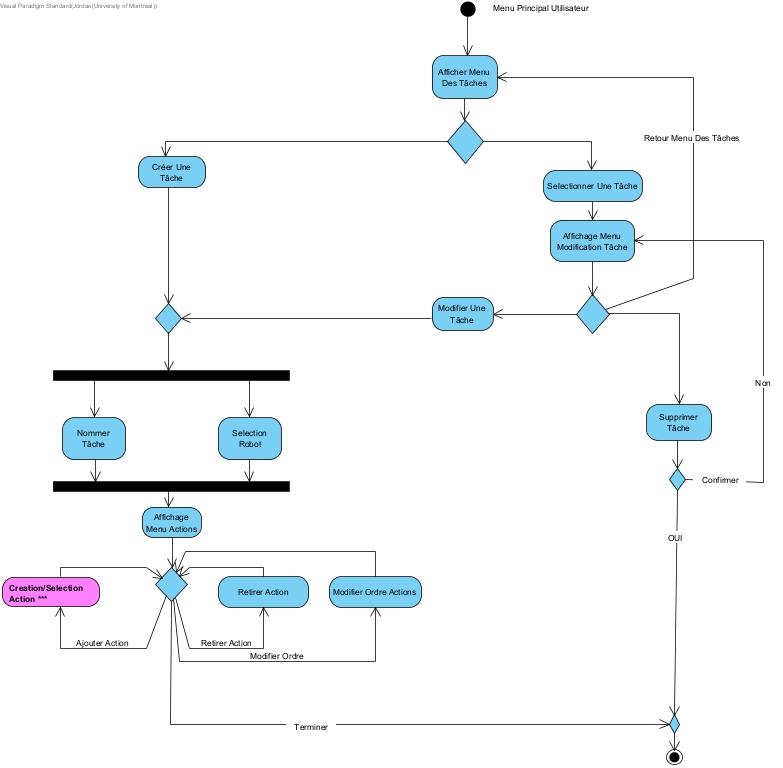 Visual Paradigm Standard(Jordan(University of Montreal))
Menu Principal Utilisateur
Afficher Menu
Des Tâches
Retour Menu Des Tâches
Créer Une
Tâche
Selectionner Une Tâche
Affichage Menu
Modification Tâche
Modifier Une
Tâche
Non
Nommer
Tâche
Selection
Robot
Supprimer
Tâche
Confirmer
Affichage
Menu Actions
OUI
Creation/Selection
Action ***
Retirer Action
Modifier Ordre Actions
Ajouter Action
Retirer Action
Modifier Ordre
Terminer